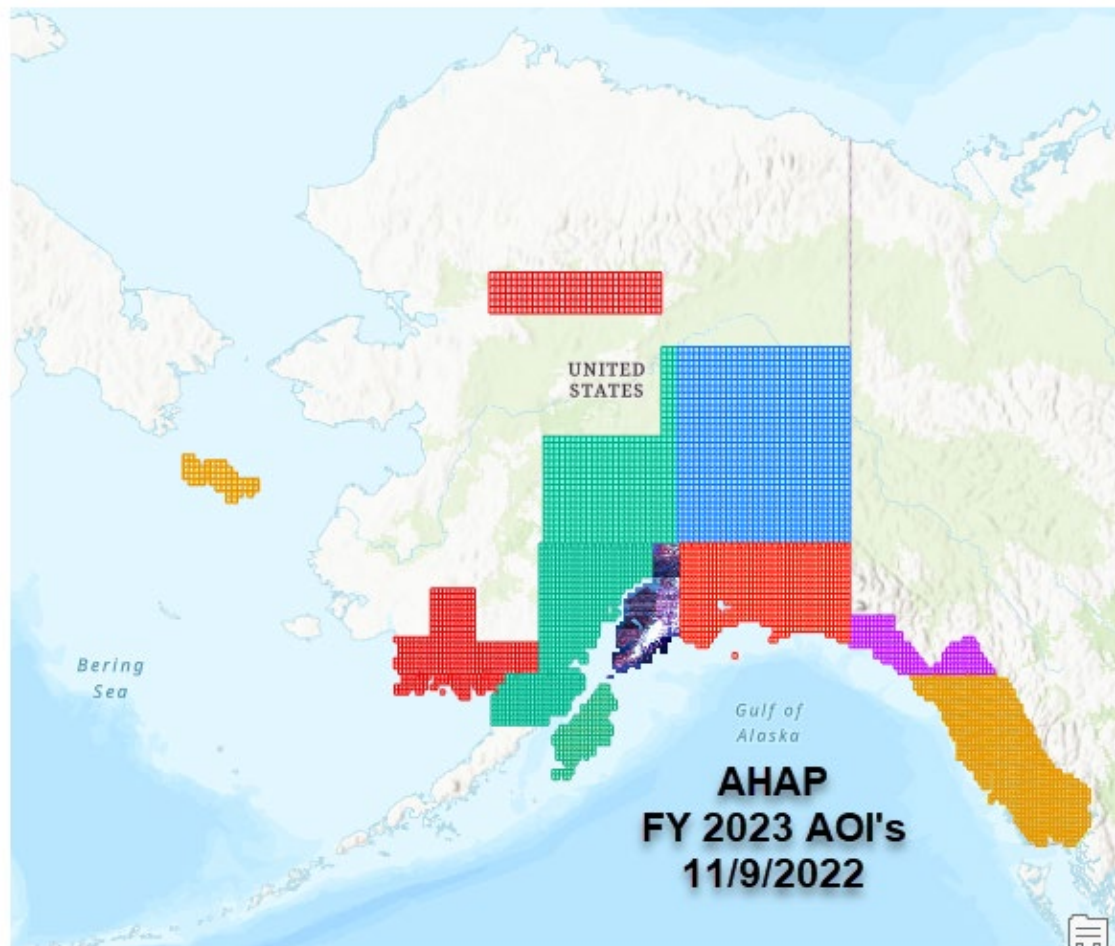 UNITED
STATES
Bering
Sea
Gulf of
Alaska
AHAP
FY 2023 AOI's
11/9/2022